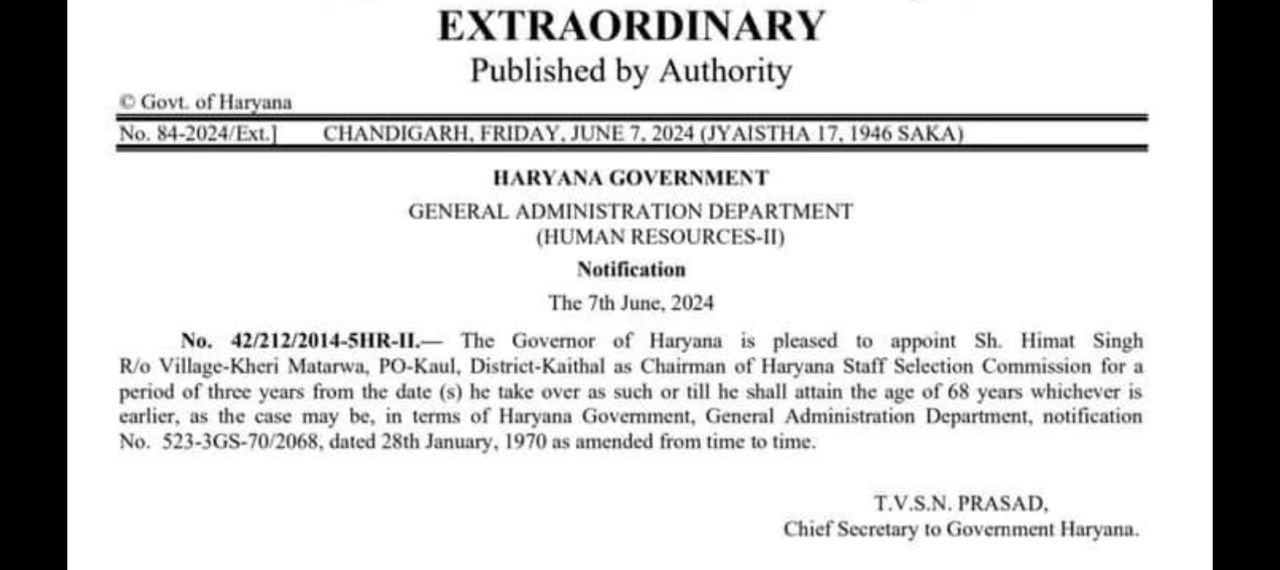 EXTRAORDINARY
Published by Authority
© Govt. of Haryana
No. 84-2024/Ext.] CHANDIGARH, FRIDAY, JUNE 7, 2024 (JYAISTHA 17, 1946 SAKA)
HARYANA GOVERNMENT
GENERAL ADMINISTRATION DEPARTMENT
(HUMAN RESOURCES-II)
Notification
The 7th June, 2024
No. 42/212/2014-5HR-II.— The Governor of Haryana is pleased to appoint Sh. Himat Singh
R/o Village-Kheri Matarwa, PO-Kaul, District-Kaithal as Chairman of Haryana Staff Selection Commission for a
period of three years from the date (s) he take over as such or till he shall attain the age of 68 years whichever is
earlier, as the case may be, in terms of Haryana Government, General Administration Department, notification
No. 523-3GS-70/2068, dated 28th January, 1970 as amended from time to time.
T.V.S.N. PRASAD,
Chief Secretary to Government Haryana.